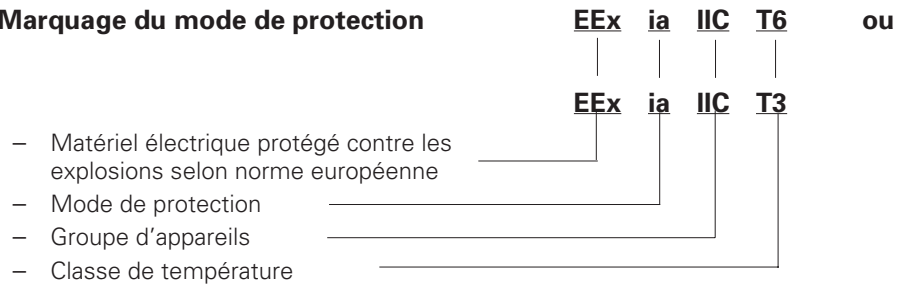 Marquage du mode de protection EEx ia IIC T6 ou
EEx ia IIC T3
– Matériel électrique protégé contre les
explosions selon norme européenne
– Mode de protection
– Groupe d’appareils
– Classe de température